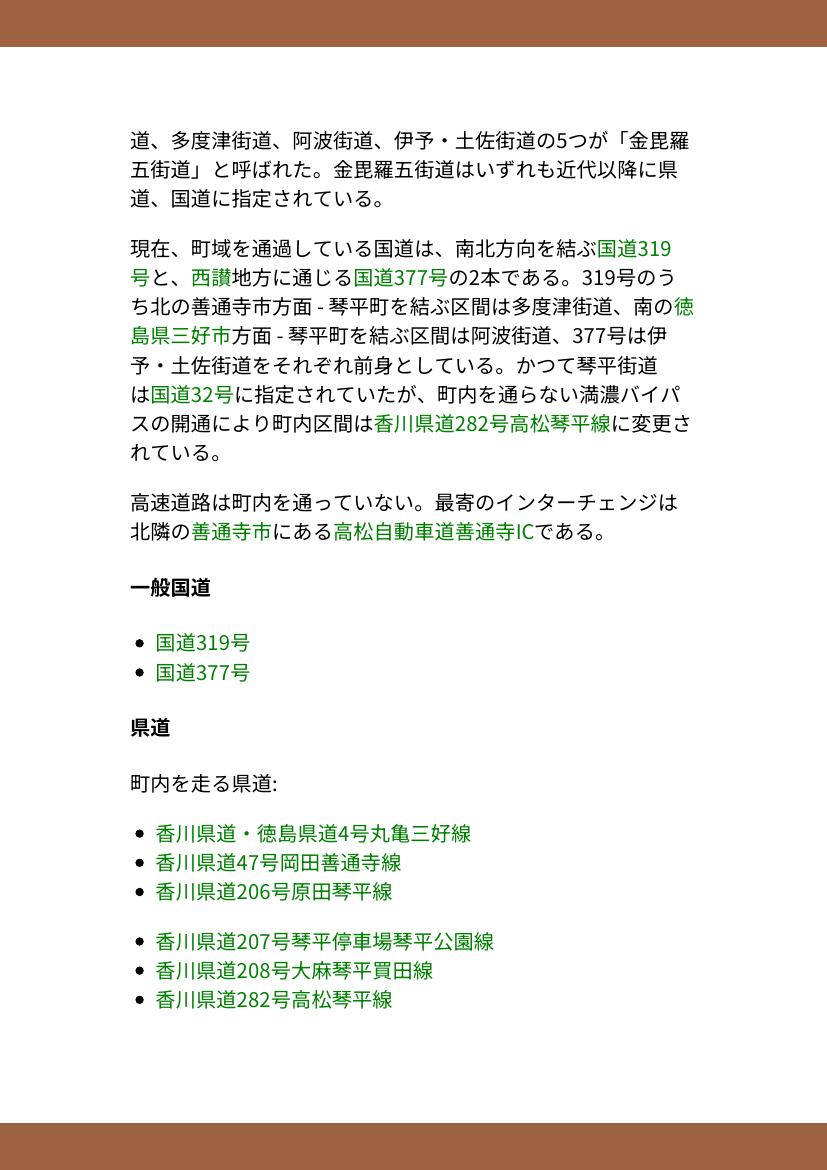 道、多度津街道、阿波街道、伊予・土佐街道の5つが「金毘羅
五街道」と呼ばれた。金毘羅五街道はいずれも近代以降に県
道、国道に指定されている。
現在、町域を通過している国道は、南北方向を結ぶ国道319
号と、西讃地方に通じる国道377号の2本である。319号のう
ち北の善通寺市方面 - 琴平町を結ぶ区間は多度津街道、南の徳
島県三好市方面 - 琴平町を結ぶ区間は阿波街道、377号は伊
予・土佐街道をそれぞれ前身としている。かつて琴平街道
は国道32号に指定されていたが、町内を通らない満濃バイパ
スの開通により町内区間は香川県道282号高松琴平線に変更さ
れている。
高速道路は町内を通っていない。最寄のインターチェンジは
北隣の善通寺市にある高松自動車道善通寺ICである。
一般国道
• 国道319号
• 国道377号
県道
町内を走る県道:
• 香川県道・徳島県道4号丸亀三好線
• 香川県道47号岡田善通寺線
• 香川県道206号原田琴平線
• 香川県道207号琴平停車場琴平公園線
• 香川県道208号大麻琴平買田線
• 香川県道282号高松琴平線